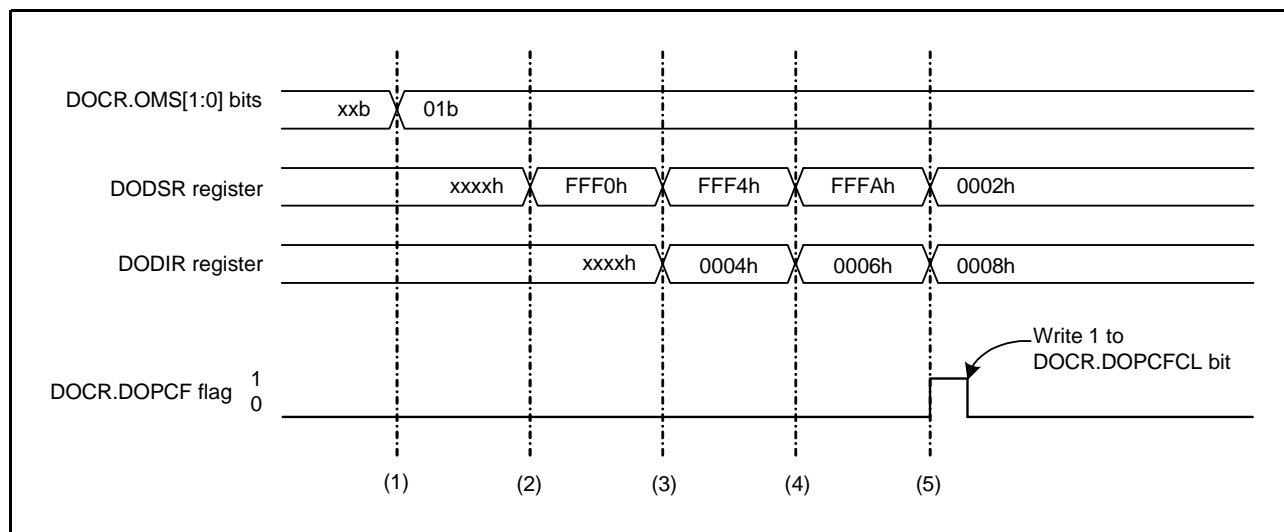 DOCR.OMS[1:0] bits
xxb
01b
DODSR register
xxxxh
FFF0h
FFF4h
FFFAh
0002h
DODIR register
xxxxh
0004h
0006h
0008h
Write 1 to
DOCR.DOPCFCL bit
DOCR.DOPCF flag
1
0
(1)
(2)
(3)
(4)
(5)